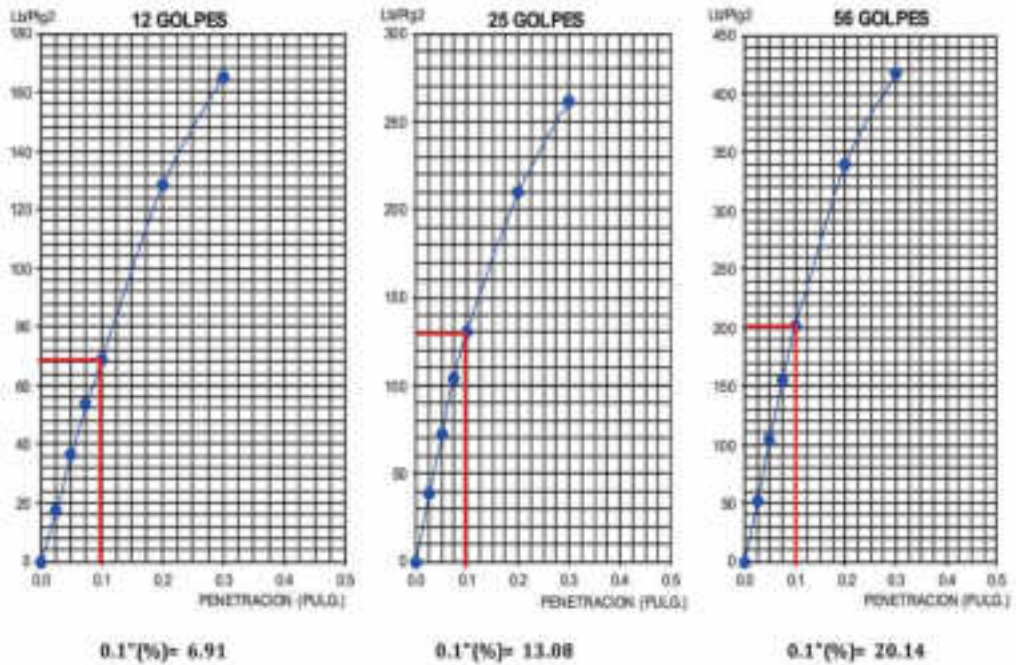 Lb/Plg2
12 GOLPES
180
160
140
120
100
80
60
40
20
0
0.0 0.1 0.2 0.3 0.4 0.5
PENETRACION (PULG.)
0.1"(%)= 6.91
Lb/Plg2
25 GOLPES
300
250
200
150
100
50
0
0.0 0.1 0.2 0.3 0.4 0.5
PENETRACION (PULG.)
0.1"(%)= 13.08
Lb/Plg2
56 GOLPES
450
400
350
300
250
200
150
100
50
0
0.0 0.1 0.2 0.3 0.4 0.5
PENETRACION (PULG.)
0.1"(%)= 20.14